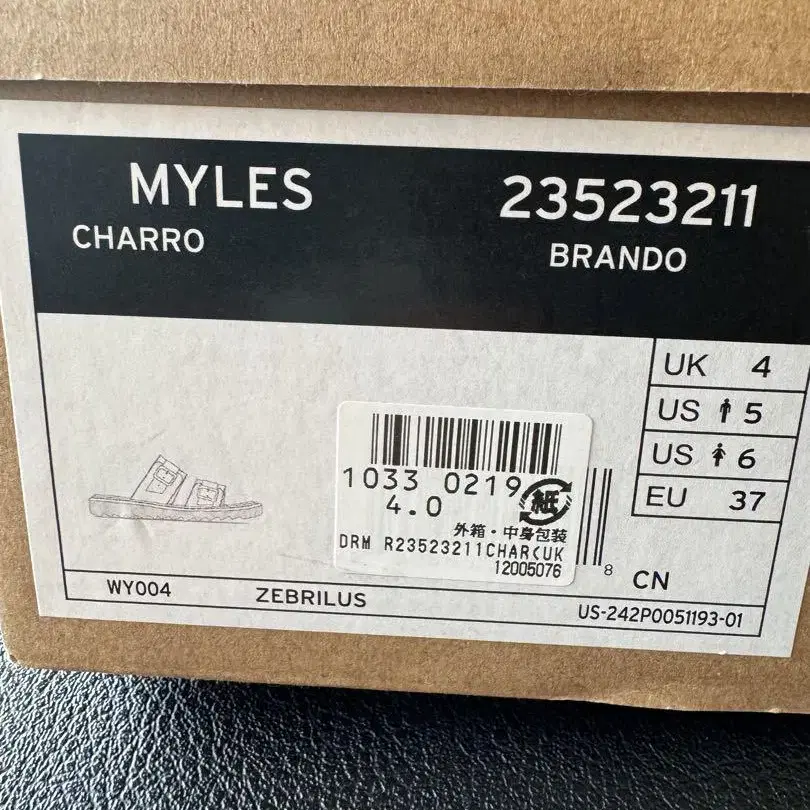 MYLES
23523211
CHARRO
BRANDO
UK 4
US 5
US 6
EU 37
1033 0219
4.0
紙
外箱・中身包装
DRM R23523211CHAR<UK
12005076
8
CN
WY004
ZEBRILUS
US-242P0051193-01